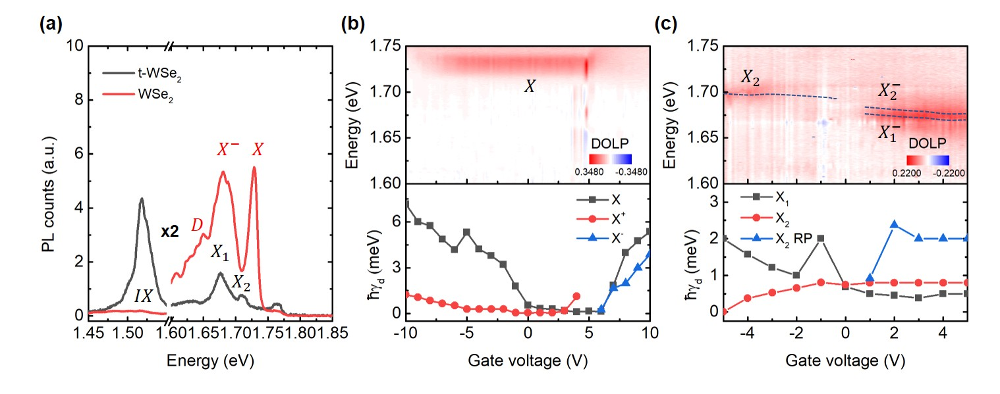 (a)
(b)
(c)
PL counts (a.u.)
10
8
6
4
2
0
t-WSe₂
WSe₂
X⁻
X
D
x2
X₁
X₂
IX
1.45 1.50 1.60 1.65 1.70 1.75 1.80 1.85
Energy (eV)
Energy (eV)
1.75
1.70
1.65
1.60
X
DOLP
0.3480 -0.3480
ħγd (meV)
6
3
0
X
X⁺
X⁻
-10 -5 0 5 10
Gate voltage (V)
Energy (eV)
1.75
1.70
1.65
1.60
X₂
X₂⁻
X₁⁻
DOLP
0.2200 -0.2200
ħγd (meV)
3
2
1
0
X₁
X₂
X₂ RP
-4 -2 0 2 4
Gate voltage (V)